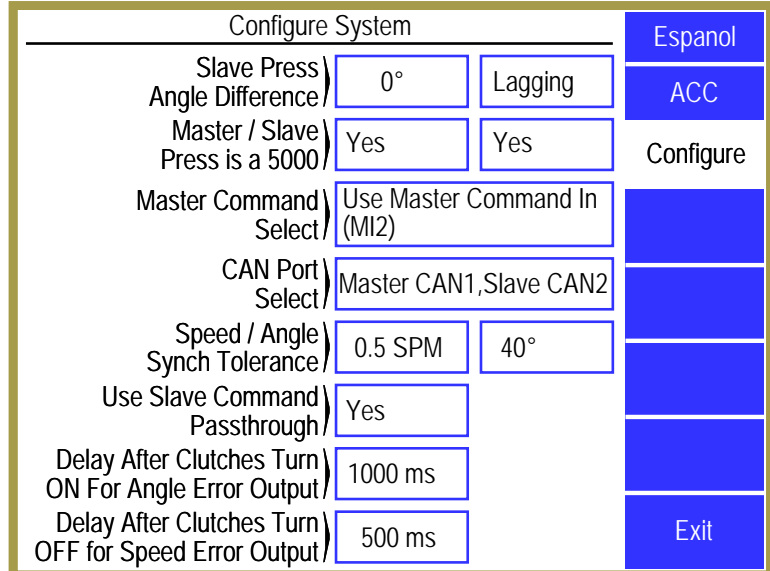 Configure System
Slave Press
Angle Difference
0°
Lagging
Master / Slave
Press is a 5000
Yes
Yes
Master Command
Select
Use Master Command In
(MI2)
CAN Port
Select
Master CAN1,Slave CAN2
Speed / Angle
Synch Tolerance
0.5 SPM
40°
Use Slave Command
Passthrough
Yes
Delay After Clutches Turn
ON For Angle Error Output
1000 ms
Delay After Clutches Turn
OFF for Speed Error Output
500 ms
Espanol
ACC
Configure
Exit